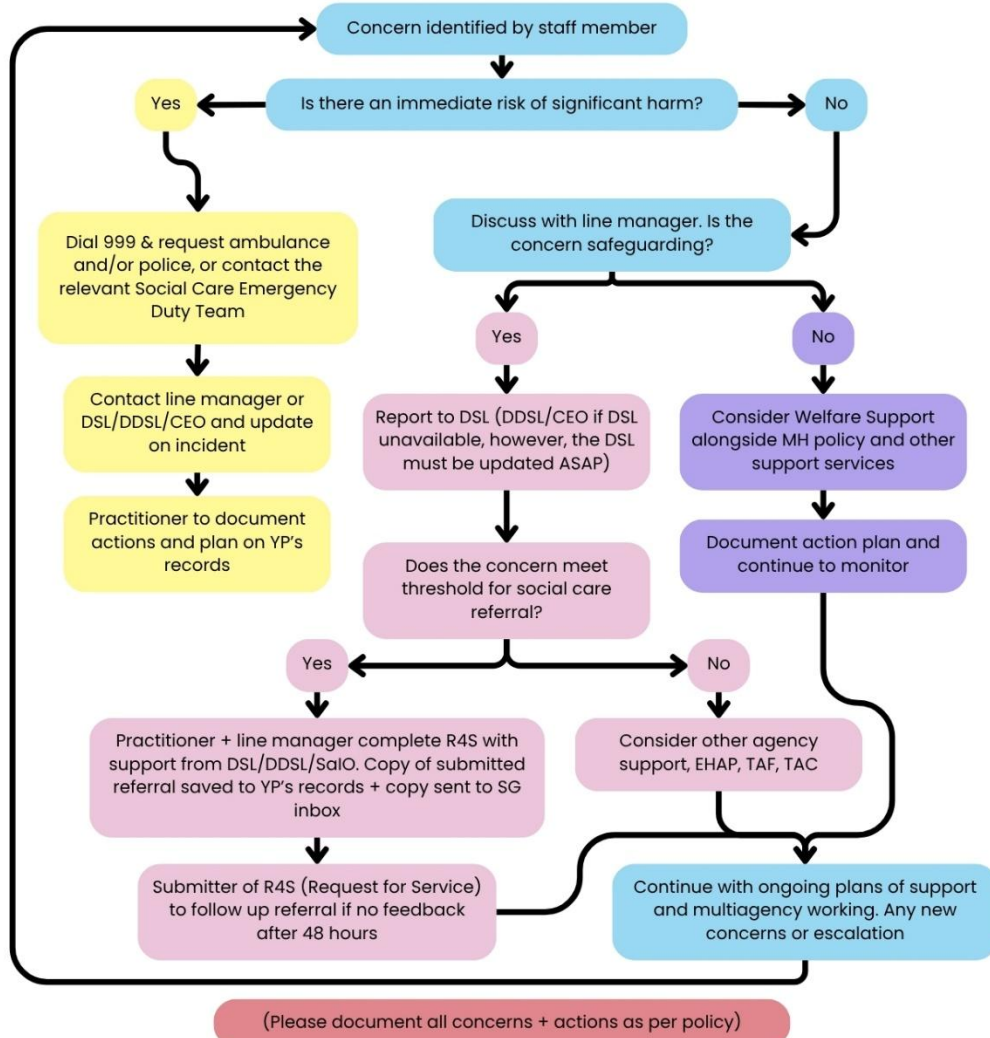 Concern identified by staff member
Is there an immediate risk of significant harm?
Yes
No
Dial 999 & request ambulance
and/or police, or contact the
relevant Social Care Emergency
Duty Team
Contact line manager or
DSL/DDSL/CEO and update
on incident
Practitioner to document
actions and plan on YP's
records
Discuss with line manager. Is the
concern safeguarding?
Yes
No
Report to DSL (DDSL/CEO if DSL
unavailable, however, the DSL
must be updated ASAP)
Consider Welfare Support
alongside MH policy and other
support services
Document action plan and
continue to monitor
Does the concern meet
threshold for social care
referral?
Yes
No
Practitioner + line manager complete R4S with
support from DSL/DDSL/SaIO. Copy of submitted
referral saved to YP's records + copy sent to SG
inbox
Consider other agency
support, EHAP, TAF, TAC
Submitter of R4S (Request for Service)
to follow up referral if no feedback
after 48 hours
Continue with ongoing plans of support
and multiagency working. Any new
concerns or escalation
(Please document all concerns + actions as per policy)